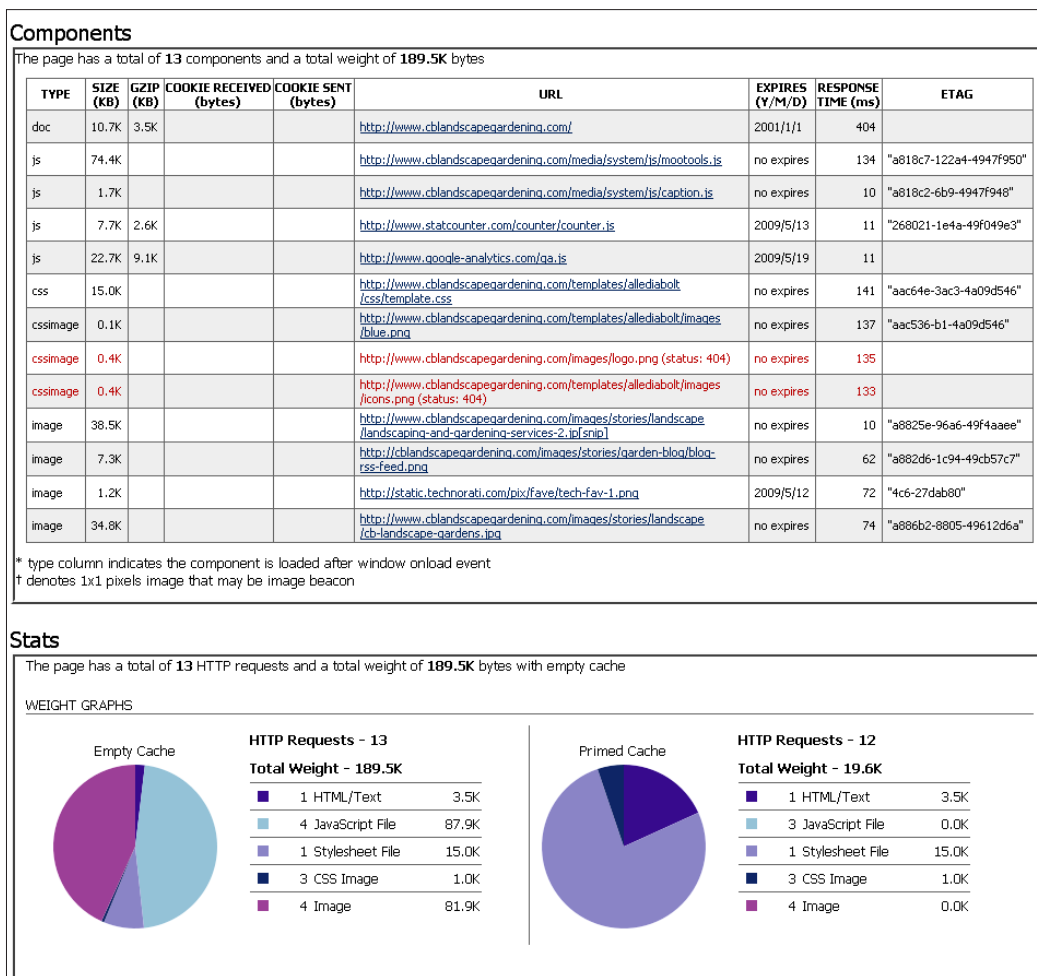 Components
The page has a total of 13 components and a total weight of 189.5K bytes
TYPE SIZE (KB) GZIP (KB) COOKIE RECEIVED (bytes) COOKIE SENT (bytes) URL EXPIRES (Y/M/D) RESPONSE TIME (ms) ETAG
doc 10.7K 3.5K http://www.cblandscapegardening.com/ 2001/1/1 404
js 74.4K http://www.cblandscapegardening.com/media/system/js/mootools.js no expires 134 "a818c7-122a4-4947f950"
js 1.7K http://www.cblandscapegardening.com/media/system/js/caption.js no expires 10 "a818c2-6b9-4947f948"
js 7.7K 2.6K http://www.statcounter.com/counter/counter.js 2009/5/13 11 "268021-1e4a-49f049e3"
js 22.7K 9.1K http://www.google-analytics.com/ga.js 2009/5/19 11
css 15.0K http://www.cblandscapegardening.com/templates/allediabolt
/css/template.css no expires 141 "aac64e-3ac3-4a09d546"
cssimage 0.1K http://www.cblandscapegardening.com/templates/allediabolt/images
/blue.png no expires 137 "aac536-b1-4a09d546"
cssimage 0.4K http://www.cblandscapegardening.com/images/logo.png (status: 404) no expires 135
cssimage 0.4K http://www.cblandscapegardening.com/templates/allediabolt/images
/icons.png (status: 404) no expires 133
image 38.5K http://www.cblandscapegardening.com/images/stories/landscape
/landscaping-and-gardening-services-2.jp[snip] no expires 10 "a8825e-96a6-49f4aaee"
image 7.3K http://cblandscapegardening.com/images/stories/garden-blog/blog-
rss-feed.png no expires 62 "a882d6-1c94-49cb57c7"
image 1.2K http://static.technorati.com/pix/fave/tech-fav-1.png 2009/5/12 72 "4c6-27dab80"
image 34.8K http://www.cblandscapegardening.com/images/stories/landscape
/cb-landscape-gardens.jpg no expires 74 "a886b2-8805-49612d6a"
* type column indicates the component is loaded after window onload event
† denotes 1x1 pixels image that may be image beacon
Stats
The page has a total of 13 HTTP requests and a total weight of 189.5K bytes with empty cache
WEIGHT GRAPHS
Empty Cache
HTTP Requests - 13
Total Weight - 189.5K
1 HTML/Text 3.5K
4 JavaScript File 87.9K
1 Stylesheet File 15.0K
3 CSS Image 1.0K
4 Image 81.9K
Primed Cache
HTTP Requests - 12
Total Weight - 19.6K
1 HTML/Text 3.5K
3 JavaScript File 0.0K
1 Stylesheet File 15.0K
3 CSS Image 1.0K
4 Image 0.0K